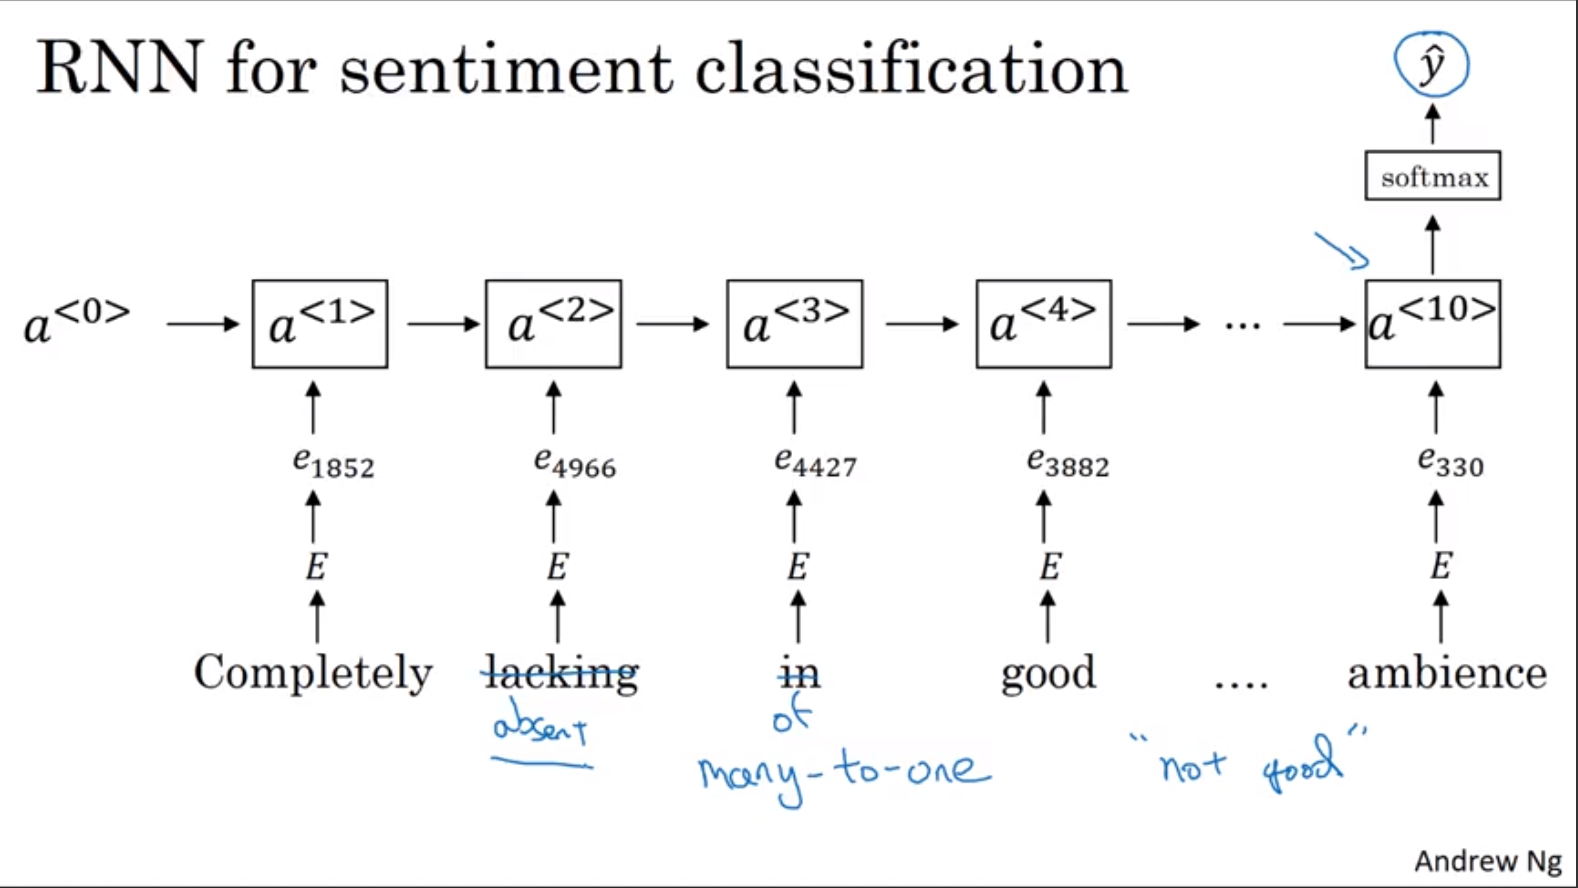 RNN for sentiment classification
ŷ
softmax
a<0> a<1> a<2> a<3> a<4> ... a<10>
e1852 e4966 e4427 e3882 e330
E E E E E
Completely lacking in good .... ambience
absent of
many-to-one "not good"
Andrew Ng